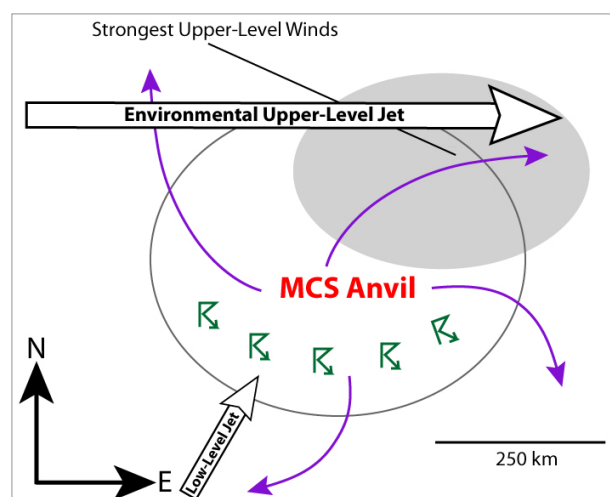 Strongest Upper-Level Winds
Environmental Upper-Level Jet
MCS Anvil
N
Low-Level Jet
E
250 km